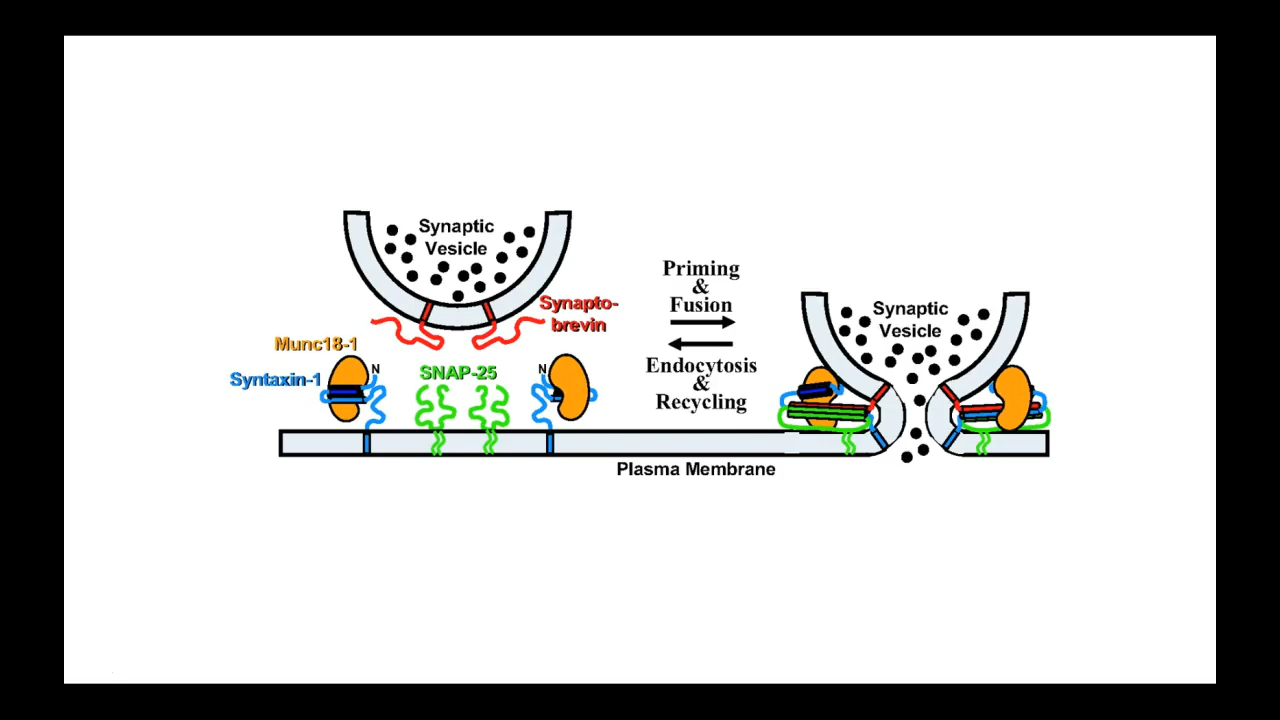 Synaptic
Vesicle
Synapto-
brevin
Munc18-1
N
Syntaxin-1
SNAP-25
N
Priming
&
Fusion
Endocytosis
&
Recycling
Synaptic
Vesicle
Plasma Membrane